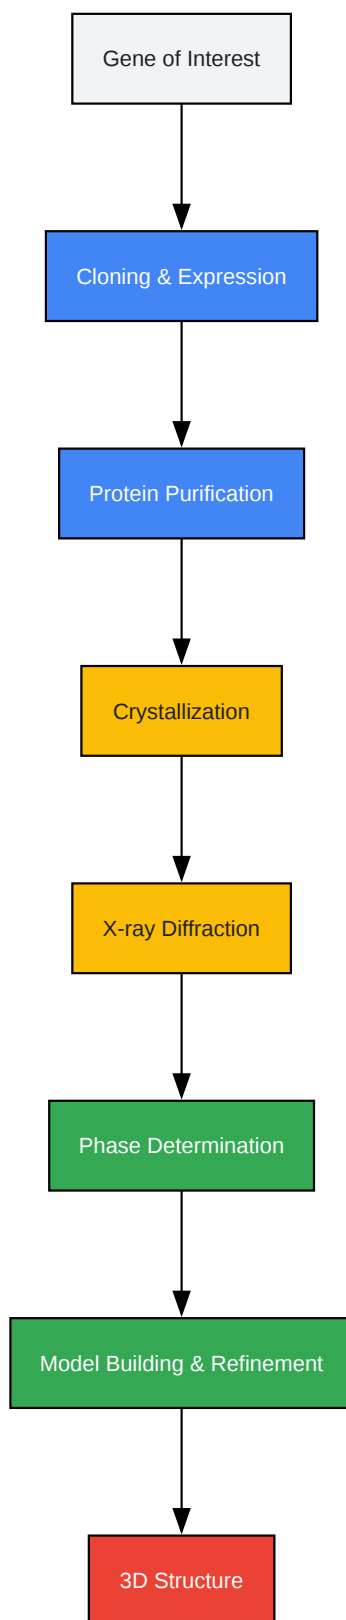 Gene of Interest
Cloning & Expression
Protein Purification
Crystallization
X-ray Diffraction
Phase Determination
Model Building & Refinement
3D Structure